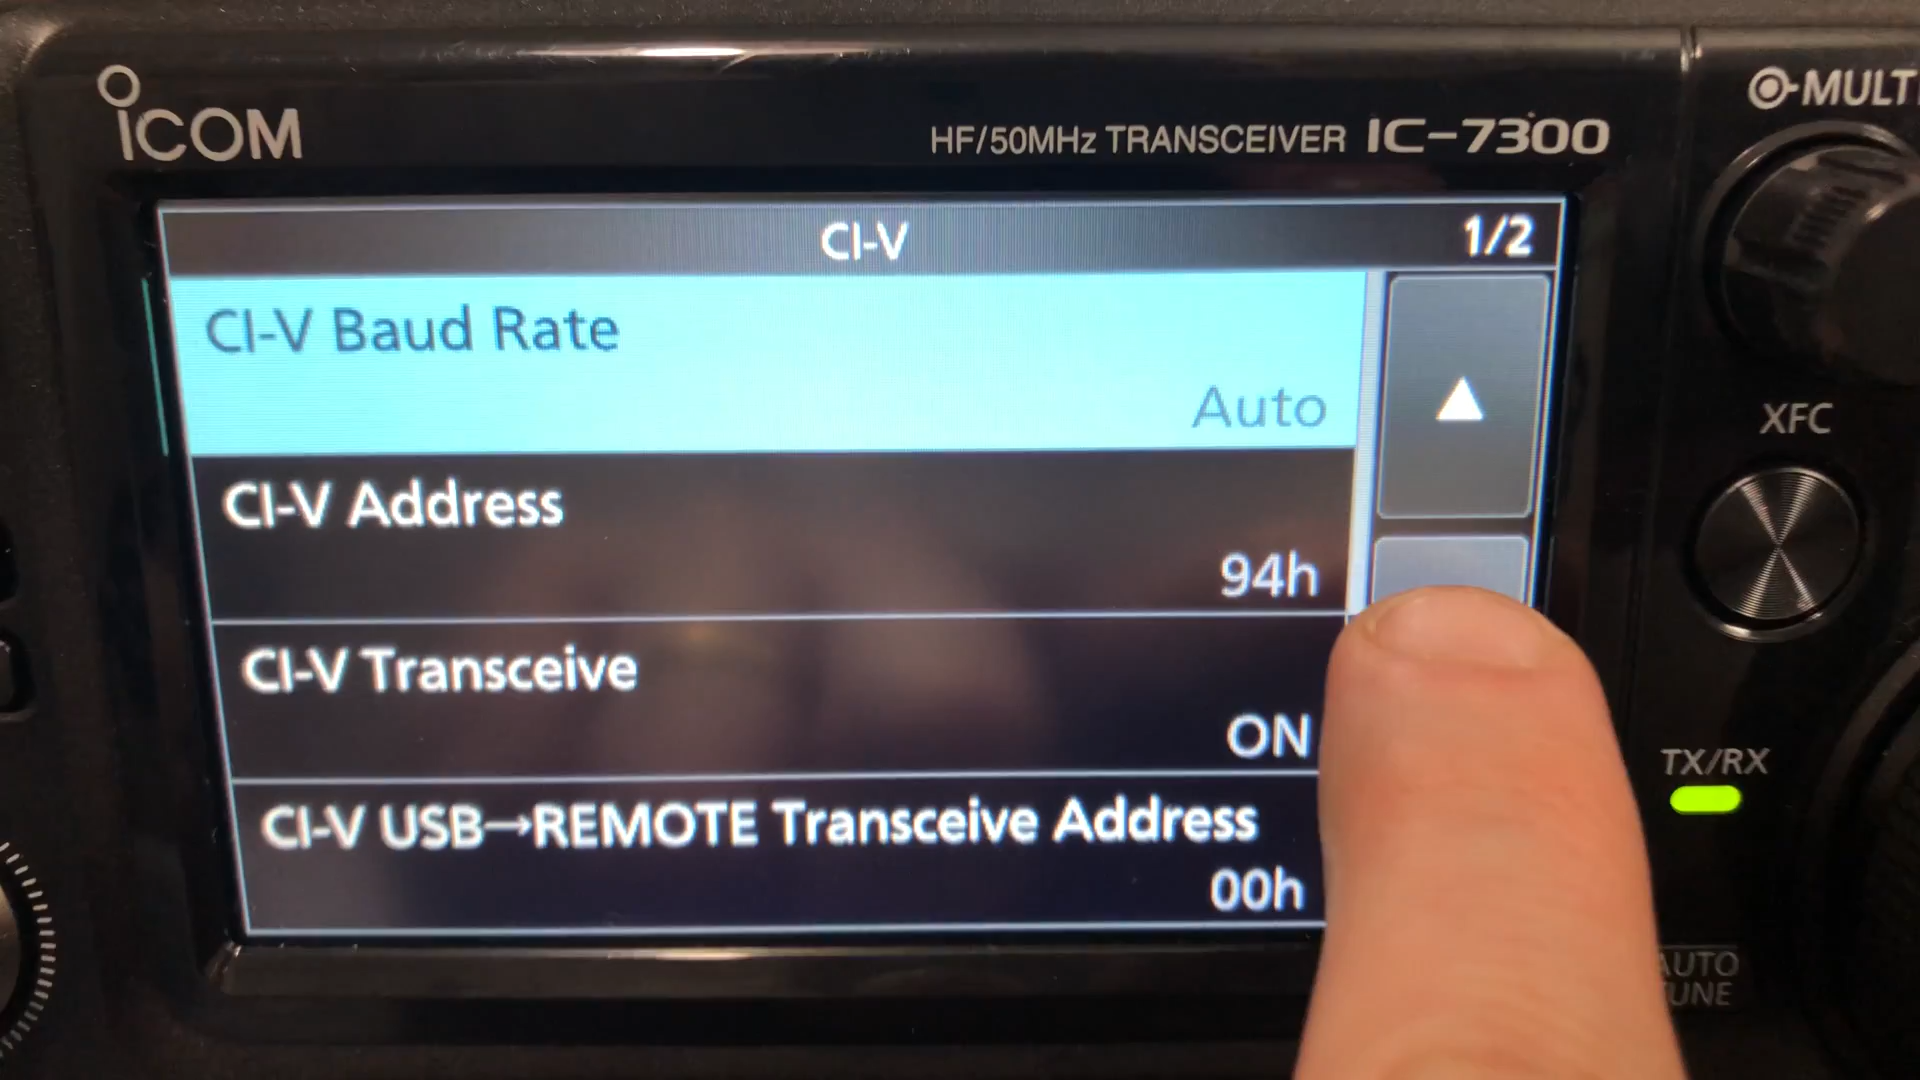 ICOM
HF/50MHz TRANSCEIVER IC-7300
MULTI
CI-V 1/2
CI-V Baud Rate
Auto
CI-V Address
94h
CI-V Transceive
ON
CI-V USB→REMOTE Transceive Address
00h
XFC
TX/RX
AUTO
TUNE